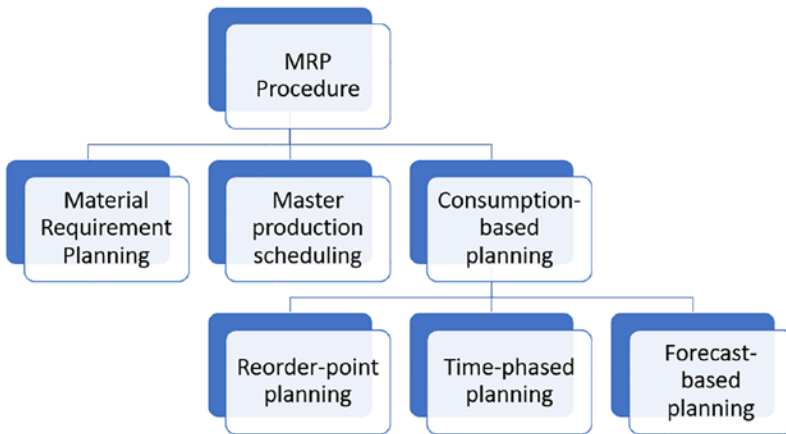 MRP
Procedure
Material
Requirement
Planning
Master
production
scheduling
Consumption-
based
planning
Reorder-point
planning
Time-phased
planning
Forecast-
based
planning